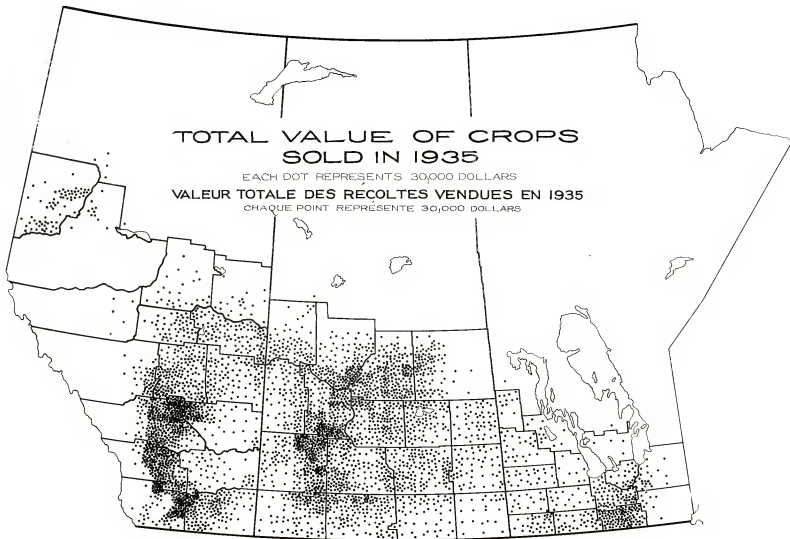 TOTAL VALUE OF CROPS
SOLD IN 1935
EACH DOT REPRESENTS 30,000 DOLLARS
VALEUR TOTALE DES RÉCOLTES VENDUES EN 1935
CHAQUE POINT REPRÉSENTE 30,000 DOLLARS